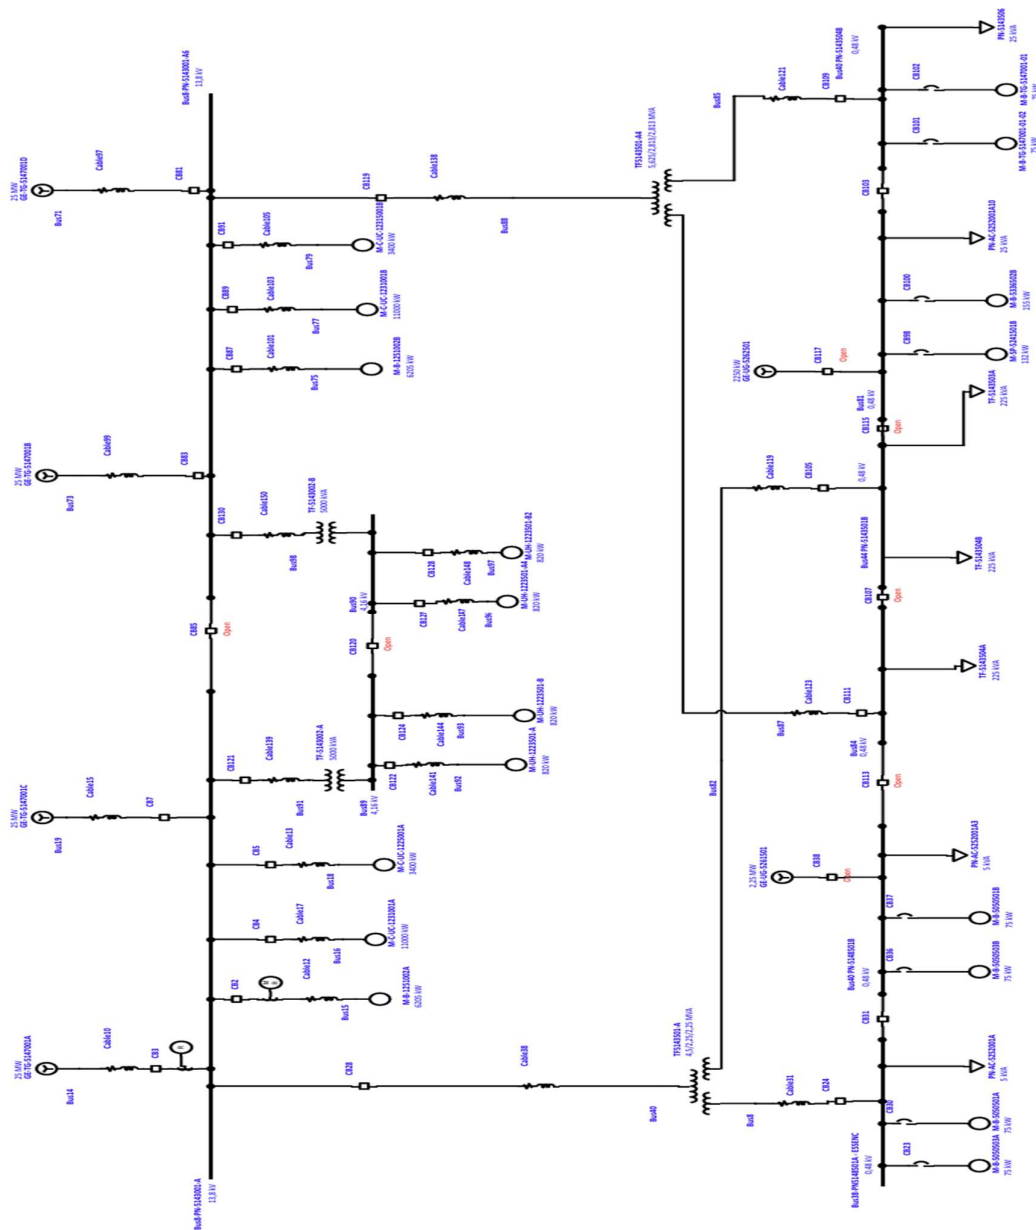 25 MW
GE-TG-5147001A
Bus14
Cable10
CB3
R
25 MW
GE-TG-5147001C
Bus19
Cable15
CB7
25 MW
GE-TG-5147001B
Bus73
Cable99
CB83
25 MW
GE-TG-5147001D
Bus71
Cable97
CB81
Bus8-PN-5143001-A
13,8 kV
CB85
Open
Bus8-PN-5143001-A6
13,8 kV
CB28
Cable38
Bus40
CB2
Cable12
Bus15
M-B-1251002A
6205 kW
CB4
Cable17
Bus16
M-C-UC-1231001A
11000 kW
CB5
Cable13
Bus18
M-C-UC-1225001A
3400 kW
CB121
Cable139
Bus91
TF-5143002-A
5000 kVA
Bus89
4,16 kV
CB120
Open
Bus90
4,16 kV
CB130
Cable150
Bus98
TF-5143002-B
5000 kVA
CB122
Cable141
Bus92
M-UH-1223501-A
820 kW
CB124
Cable144
Bus93
M-UH-1223501-B
820 kW
CB127
Cable147
Bus94
M-UH-1223501-A4
820 kW
CB128
Cable148
Bus97
M-UH-1223501-B2
820 kW
CB87
Cable101
Bus75
M-B-1251002B
6205 kW
CB89
Cable103
Bus77
M-C-UC-1231001B
11000 kW
CB91
Cable105
Bus79
M-C-UC-12315001B
3400 kW
CB119
Cable138
Bus88
TF5143501-A
4,5/2,25/2,25 MVA
TF5143501-A4
5,625/2,813/2,813 MVA
Bus8
Cable31
CB24
Bus82
Cable119
CB105
Bus87
Cable123
CB111
Bus85
Cable121
CB109
2,25 MW
GE-UG-5261501
CB38
Open
2250 kW
GE-UG-5262501
CB117
Open
Bus38-PN5148501A - ESSENC
0,48 kV
CB31
Bus40 PN-5148501B
0,48 kV
CB113
Open
Bus84
0,48 kV
CB107
Open
Bus44 PN-5143501B
0,48 kV
CB115
Open
Bus81
0,48 kV
CB103
Bus40 PN-5143504B
0,48 kV
CB23
M-B-5050503A
75 kW
CB30
M-B-5050501A
75 kW
PN-AC-5252001A
5 kVA
CB36
M-B-5050503B
75 kW
CB37
M-B-5050501B
75 kW
PN-AC-5252001A3
5 kVA
TF-5143504A
225 kVA
TF-5143504B
225 kVA
TF-5143503A
225 kVA
CB98
M-SP-5241501B
132 kW
CB100
M-B-5336502B
155 kW
PN-AC-5252001A10
25 kVA
CB101
M-B-TG-5147001-01-02
75 kW
CB102
M-B-TG-5147001-01
75 kW
PN-5143506
25 kVA